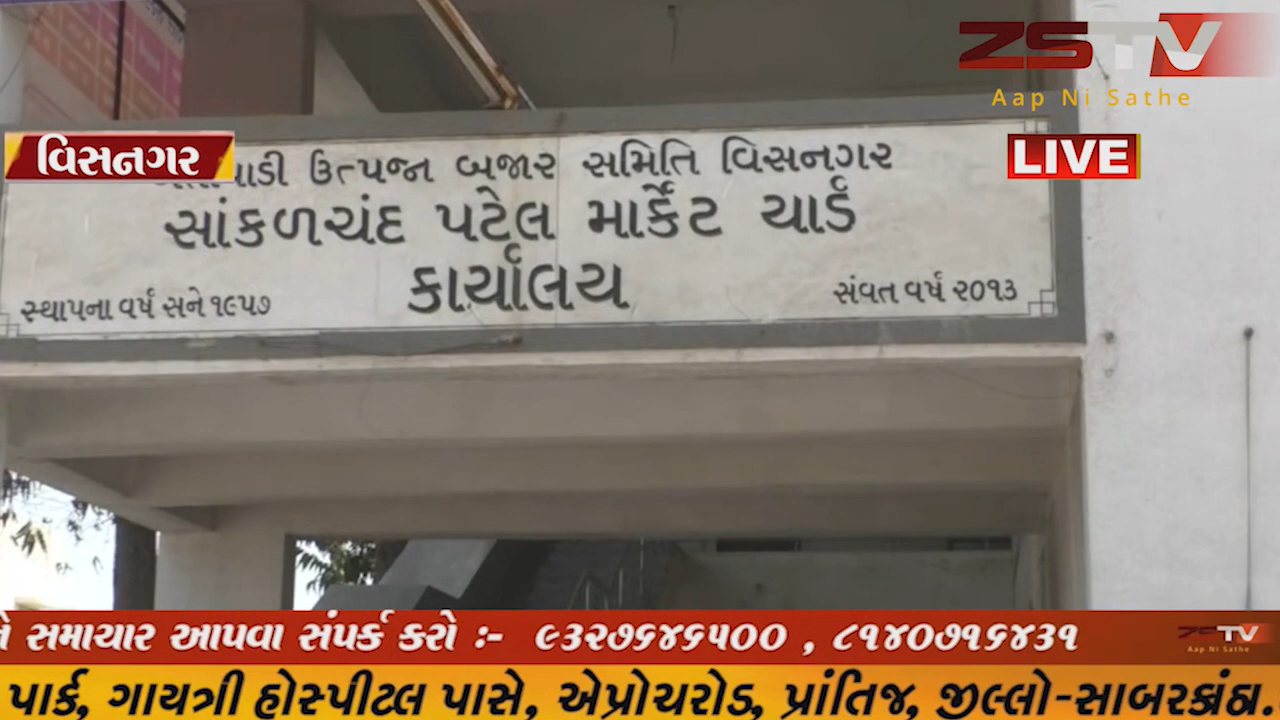 ZSTV
Aap Ni Sathe
વિસનગર
LIVE
ઉત્પન્ન બજાર સમિતિ વિસનગર
સાંકળચંદ પટેલ માર્કેટ યાર્ડ
કાર્યાલય
સ્થાપના વર્ષ સને ૧૯૫૭
સંવત વર્ષ ૨૦૧૩
સમાચાર આપવા સંપર્ક કરો :- ૯૩૨૭૬૪૬૫૦૦ , ૮૧૪૦૭૧૬૪૩૧
ZSTV
Aap Ni Sathe
પાર્ક, ગાયત્રી હોસ્પીટલ પાસે, એપ્રોચરોડ, પ્રાંતિજ, જીલ્લો-સાબરકાંઠા.